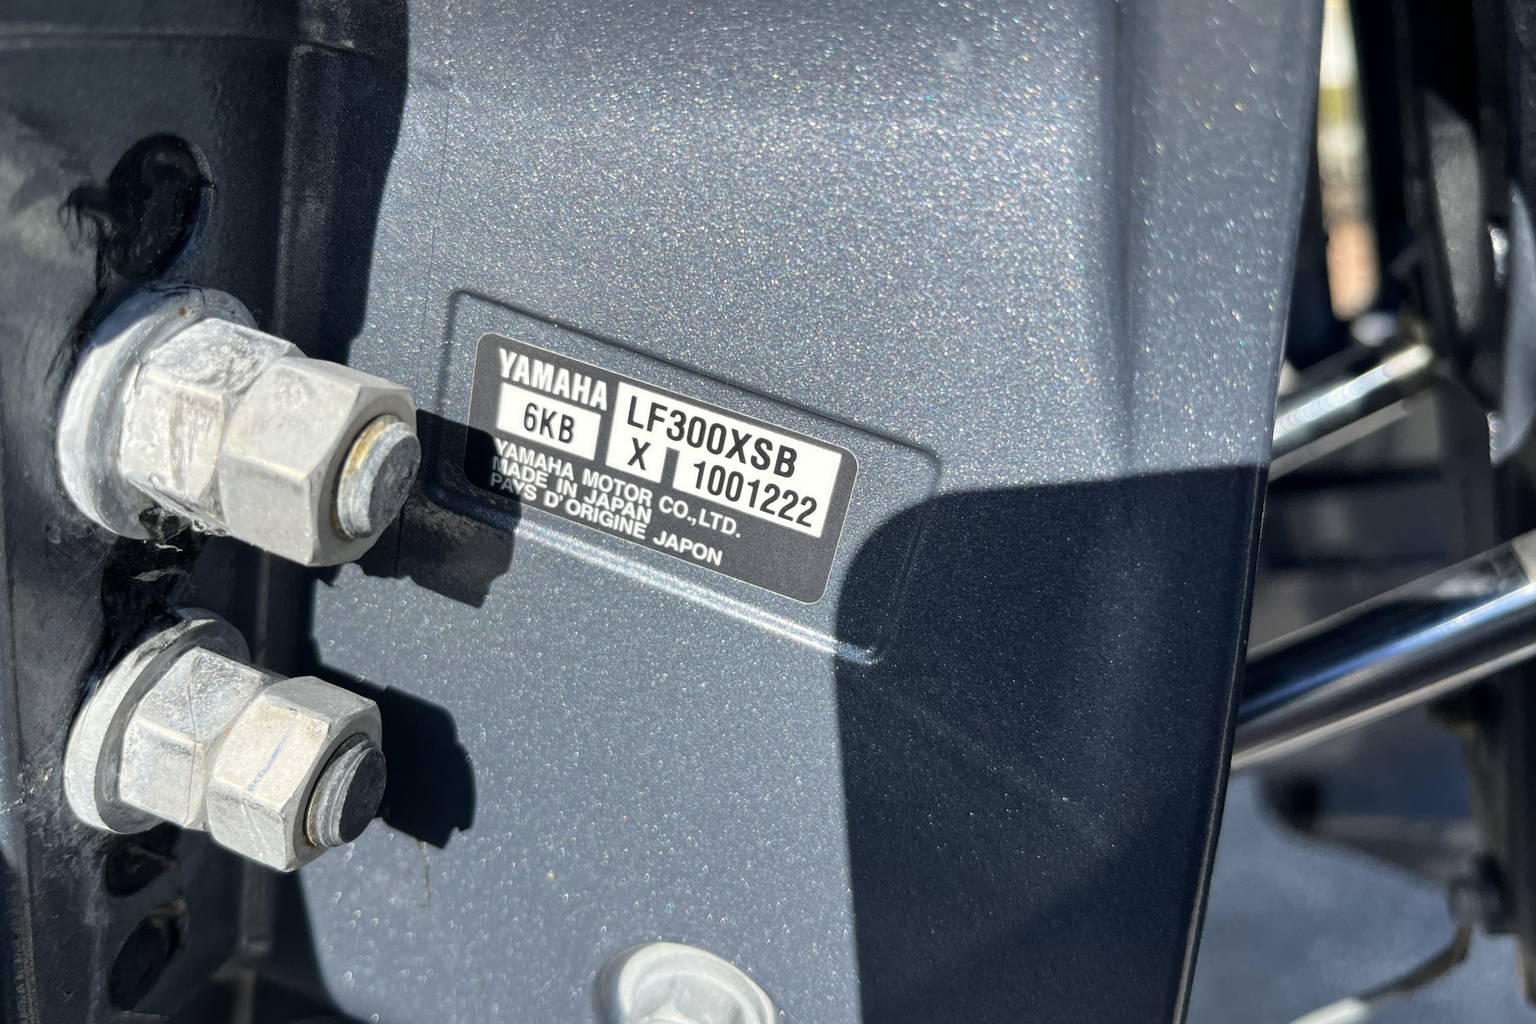 YAMAHA
6KB
LF300XSB
X 1001222
YAMAHA MOTOR CO.,LTD.
MADE IN JAPAN
PAYS D'ORIGINE JAPON